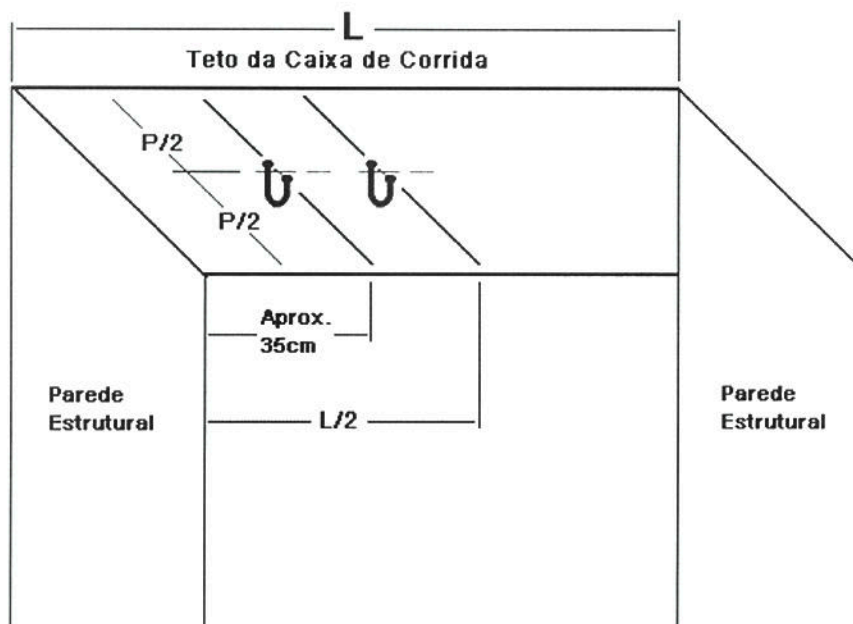 L
Teto da Caixa de Corrida
P/2
P/2
Aprox.
35cm
Parede
Estrutural
L/2
Parede
Estrutural